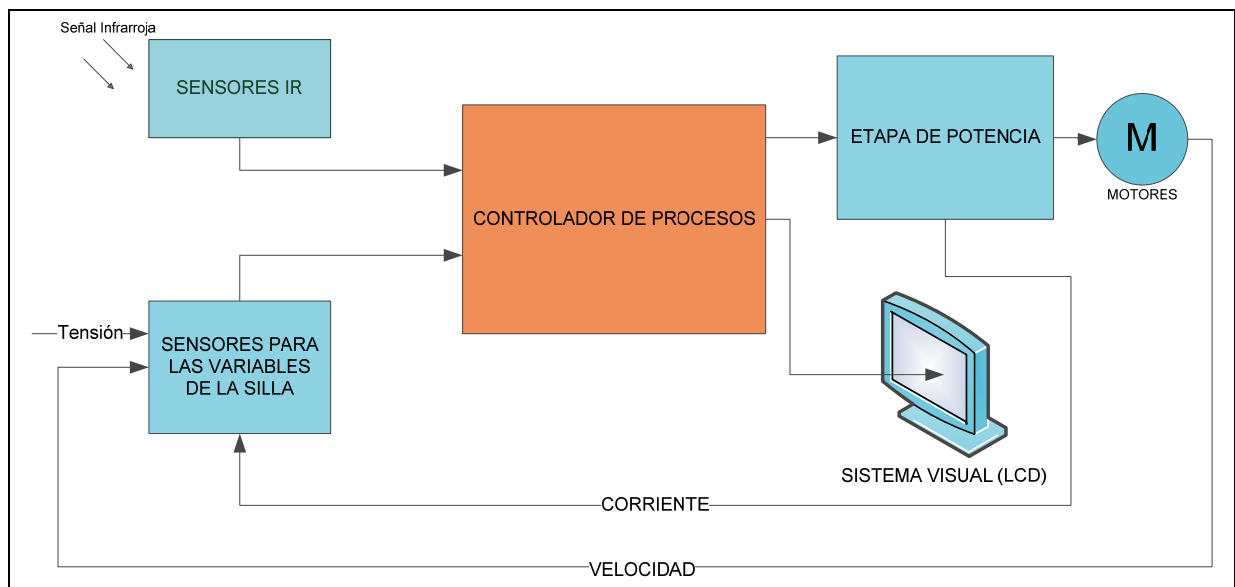 Señal Infrarroja
SENSORES IR
CONTROLADOR DE PROCESOS
ETAPA DE POTENCIA
M
MOTORES
Tensión
SENSORES PARA
LAS VARIABLES
DE LA SILLA
SISTEMA VISUAL (LCD)
CORRIENTE
VELOCIDAD